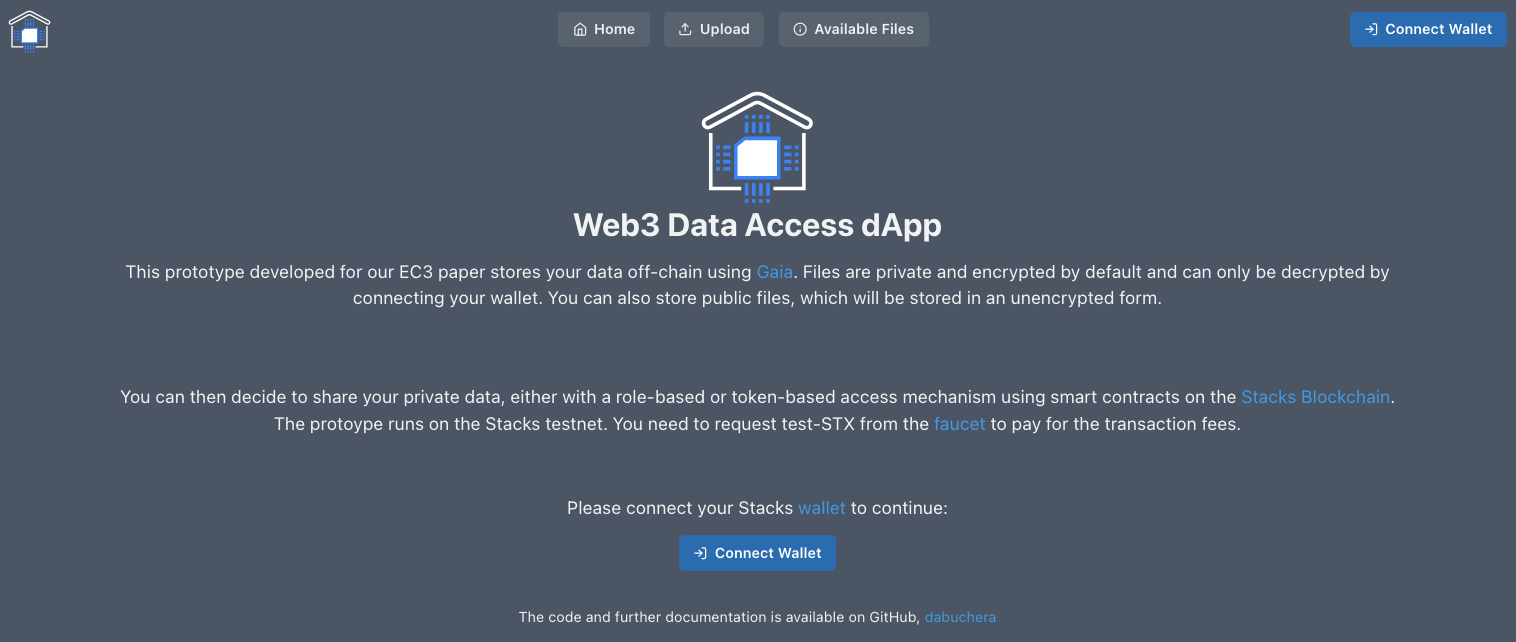 Home
Upload
Available Files
Connect Wallet
Web3 Data Access dApp
This prototype developed for our EC3 paper stores your data off-chain using Gaia. Files are private and encrypted by default and can only be decrypted by
connecting your wallet. You can also store public files, which will be stored in an unencrypted form.
You can then decide to share your private data, either with a role-based or token-based access mechanism using smart contracts on the Stacks Blockchain.
The protoype runs on the Stacks testnet. You need to request test-STX from the faucet to pay for the transaction fees.
Please connect your Stacks wallet to continue:
Connect Wallet
The code and further documentation is available on GitHub, dabuchera